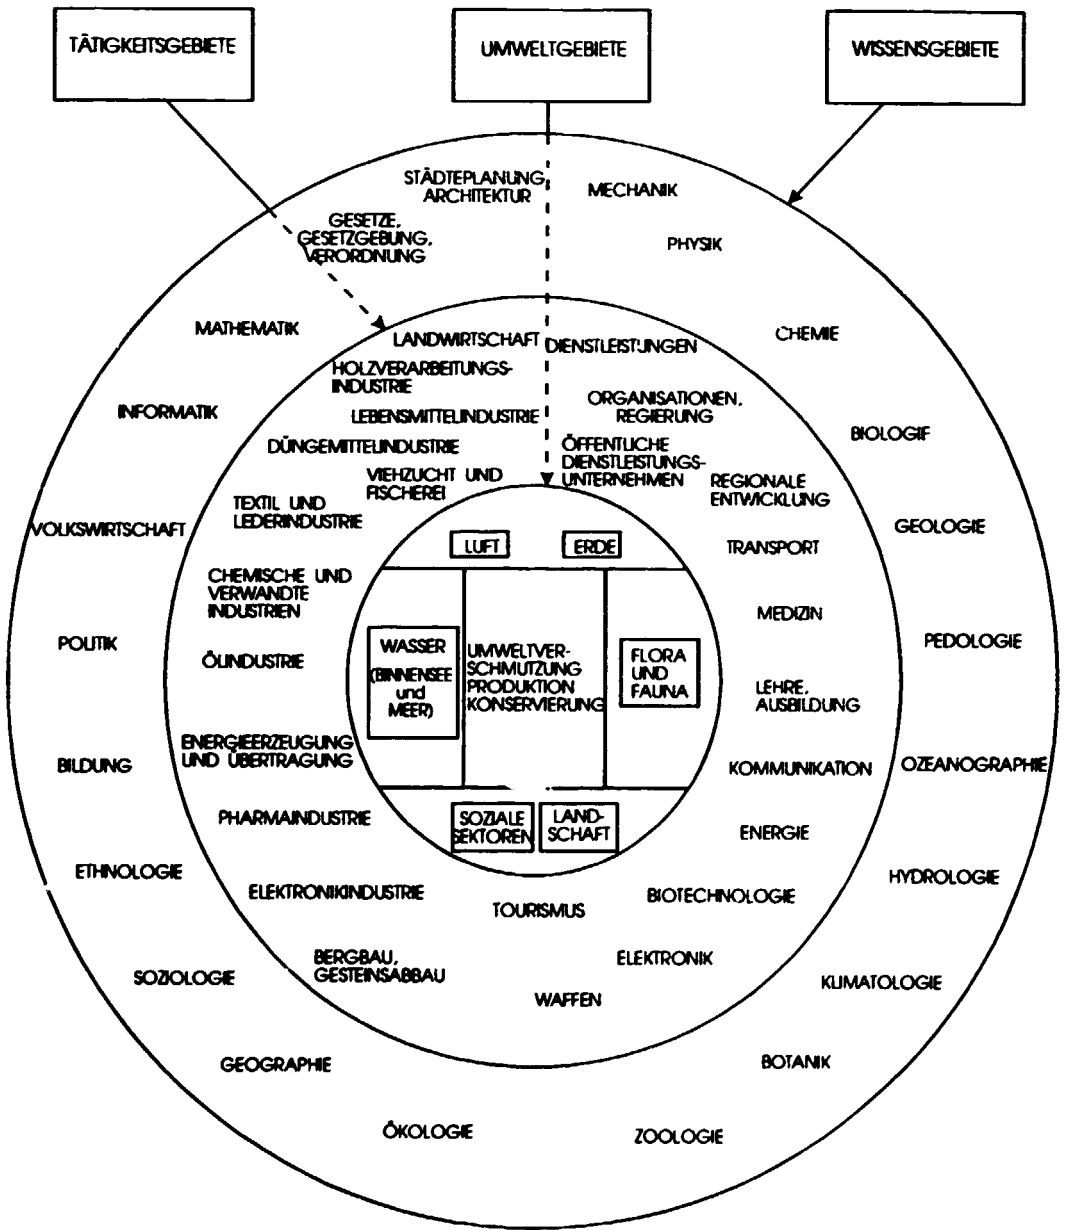 TÄTIGKEITSGEBIETE
UMWELTGEBIETE
WISSENSGEBIETE
STÄDTEPLANUNG,
ARCHITEKTUR
MECHANIK
GESETZE,
GESETZGEBUNG,
VERORDNUNG
PHYSIK
MATHEMATIK
CHEMIE
INFORMATIK
BIOLOGIE
VOLKSWIRTSCHAFT
GEOLOGIE
POLITIK
PEDOLOGIE
BILDUNG
OZEANOGRAPHIE
ETHNOLOGIE
HYDROLOGIE
SOZIOLOGIE
KLIMATOLOGIE
GEOGRAPHIE
BOTANIK
ÖKOLOGIE
ZOOLOGIE
LANDWIRTSCHAFT
DIENSTLEISTUNGEN
HOLZVERARBEITUNGS-
INDUSTRIE
ORGANISATIONEN,
REGIERUNG
LEBENSMITTELINDUSTRIE
DÜNGEMITTELINDUSTRIE
ÖFFENTLICHE
DIENSTLEISTUNGS-
UNTERNEHMEN
VIEHZUCHT UND
FISCHEREI
REGIONALE
ENTWICKLUNG
TEXTIL UND
LEDERINDUSTRIE
TRANSPORT
CHEMISCHE UND
VERWANDTE
INDUSTRIEN
MEDIZIN
ÖLINDUSTRIE
LEHRE,
AUSBILDUNG
ENERGIEERZEUGUNG
UND ÜBERTRAGUNG
KOMMUNIKATION
PHARMAINDUSTRIE
ENERGIE
ELEKTRONIKINDUSTRIE
BIOTECHNOLOGIE
TOURISMUS
BERGBAU,
GESTEINSABBAU
ELEKTRONIK
WAFFEN
LUFT
ERDE
WASSER
(BINNENSEE
und
MEER)
UMWELTVER-
SCHMUTZUNG
PRODUKTION
KONSERVIERUNG
FLORA
UND
FAUNA
SOZIALE
SEKTOREN
LAND-
SCHAFT